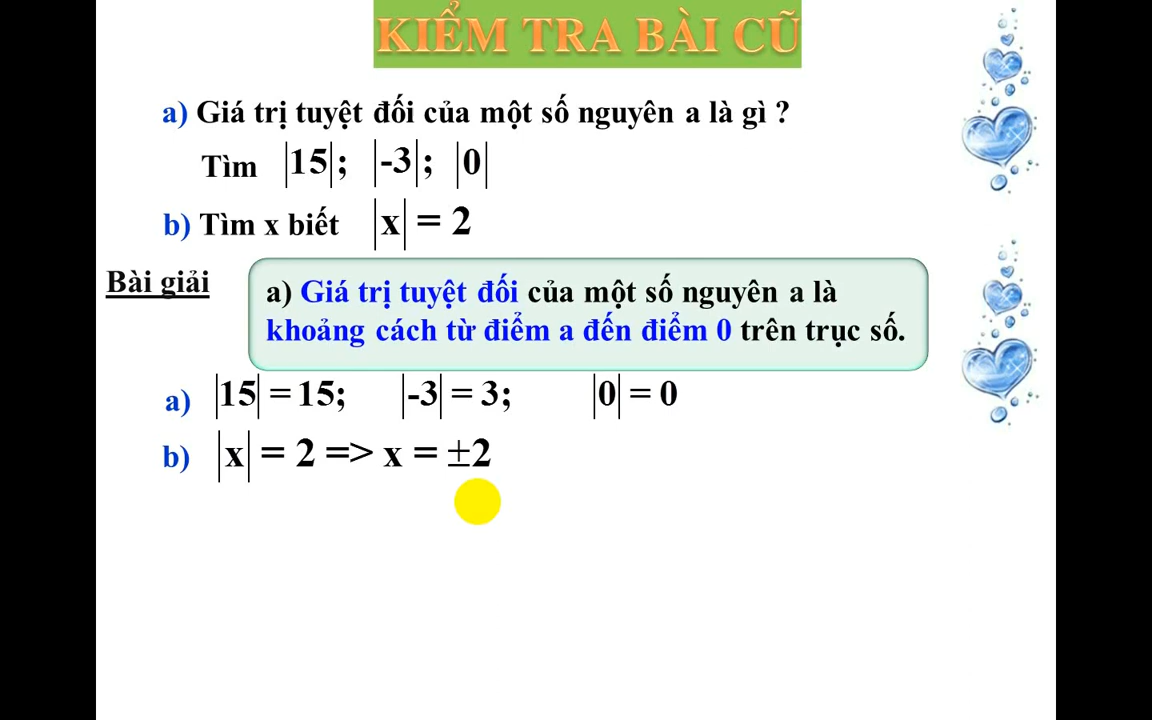 KIỂM TRA BÀI CŨ
a) Giá trị tuyệt đối của một số nguyên a là gì ?
Tìm |15|; |-3|; |0|
b) Tìm x biết |x| = 2
Bài giải
a) Giá trị tuyệt đối của một số nguyên a là
khoảng cách từ điểm a đến điểm 0 trên trục số.
a) |15| = 15; |-3| = 3; |0| = 0
b) |x| = 2 => x = ±2